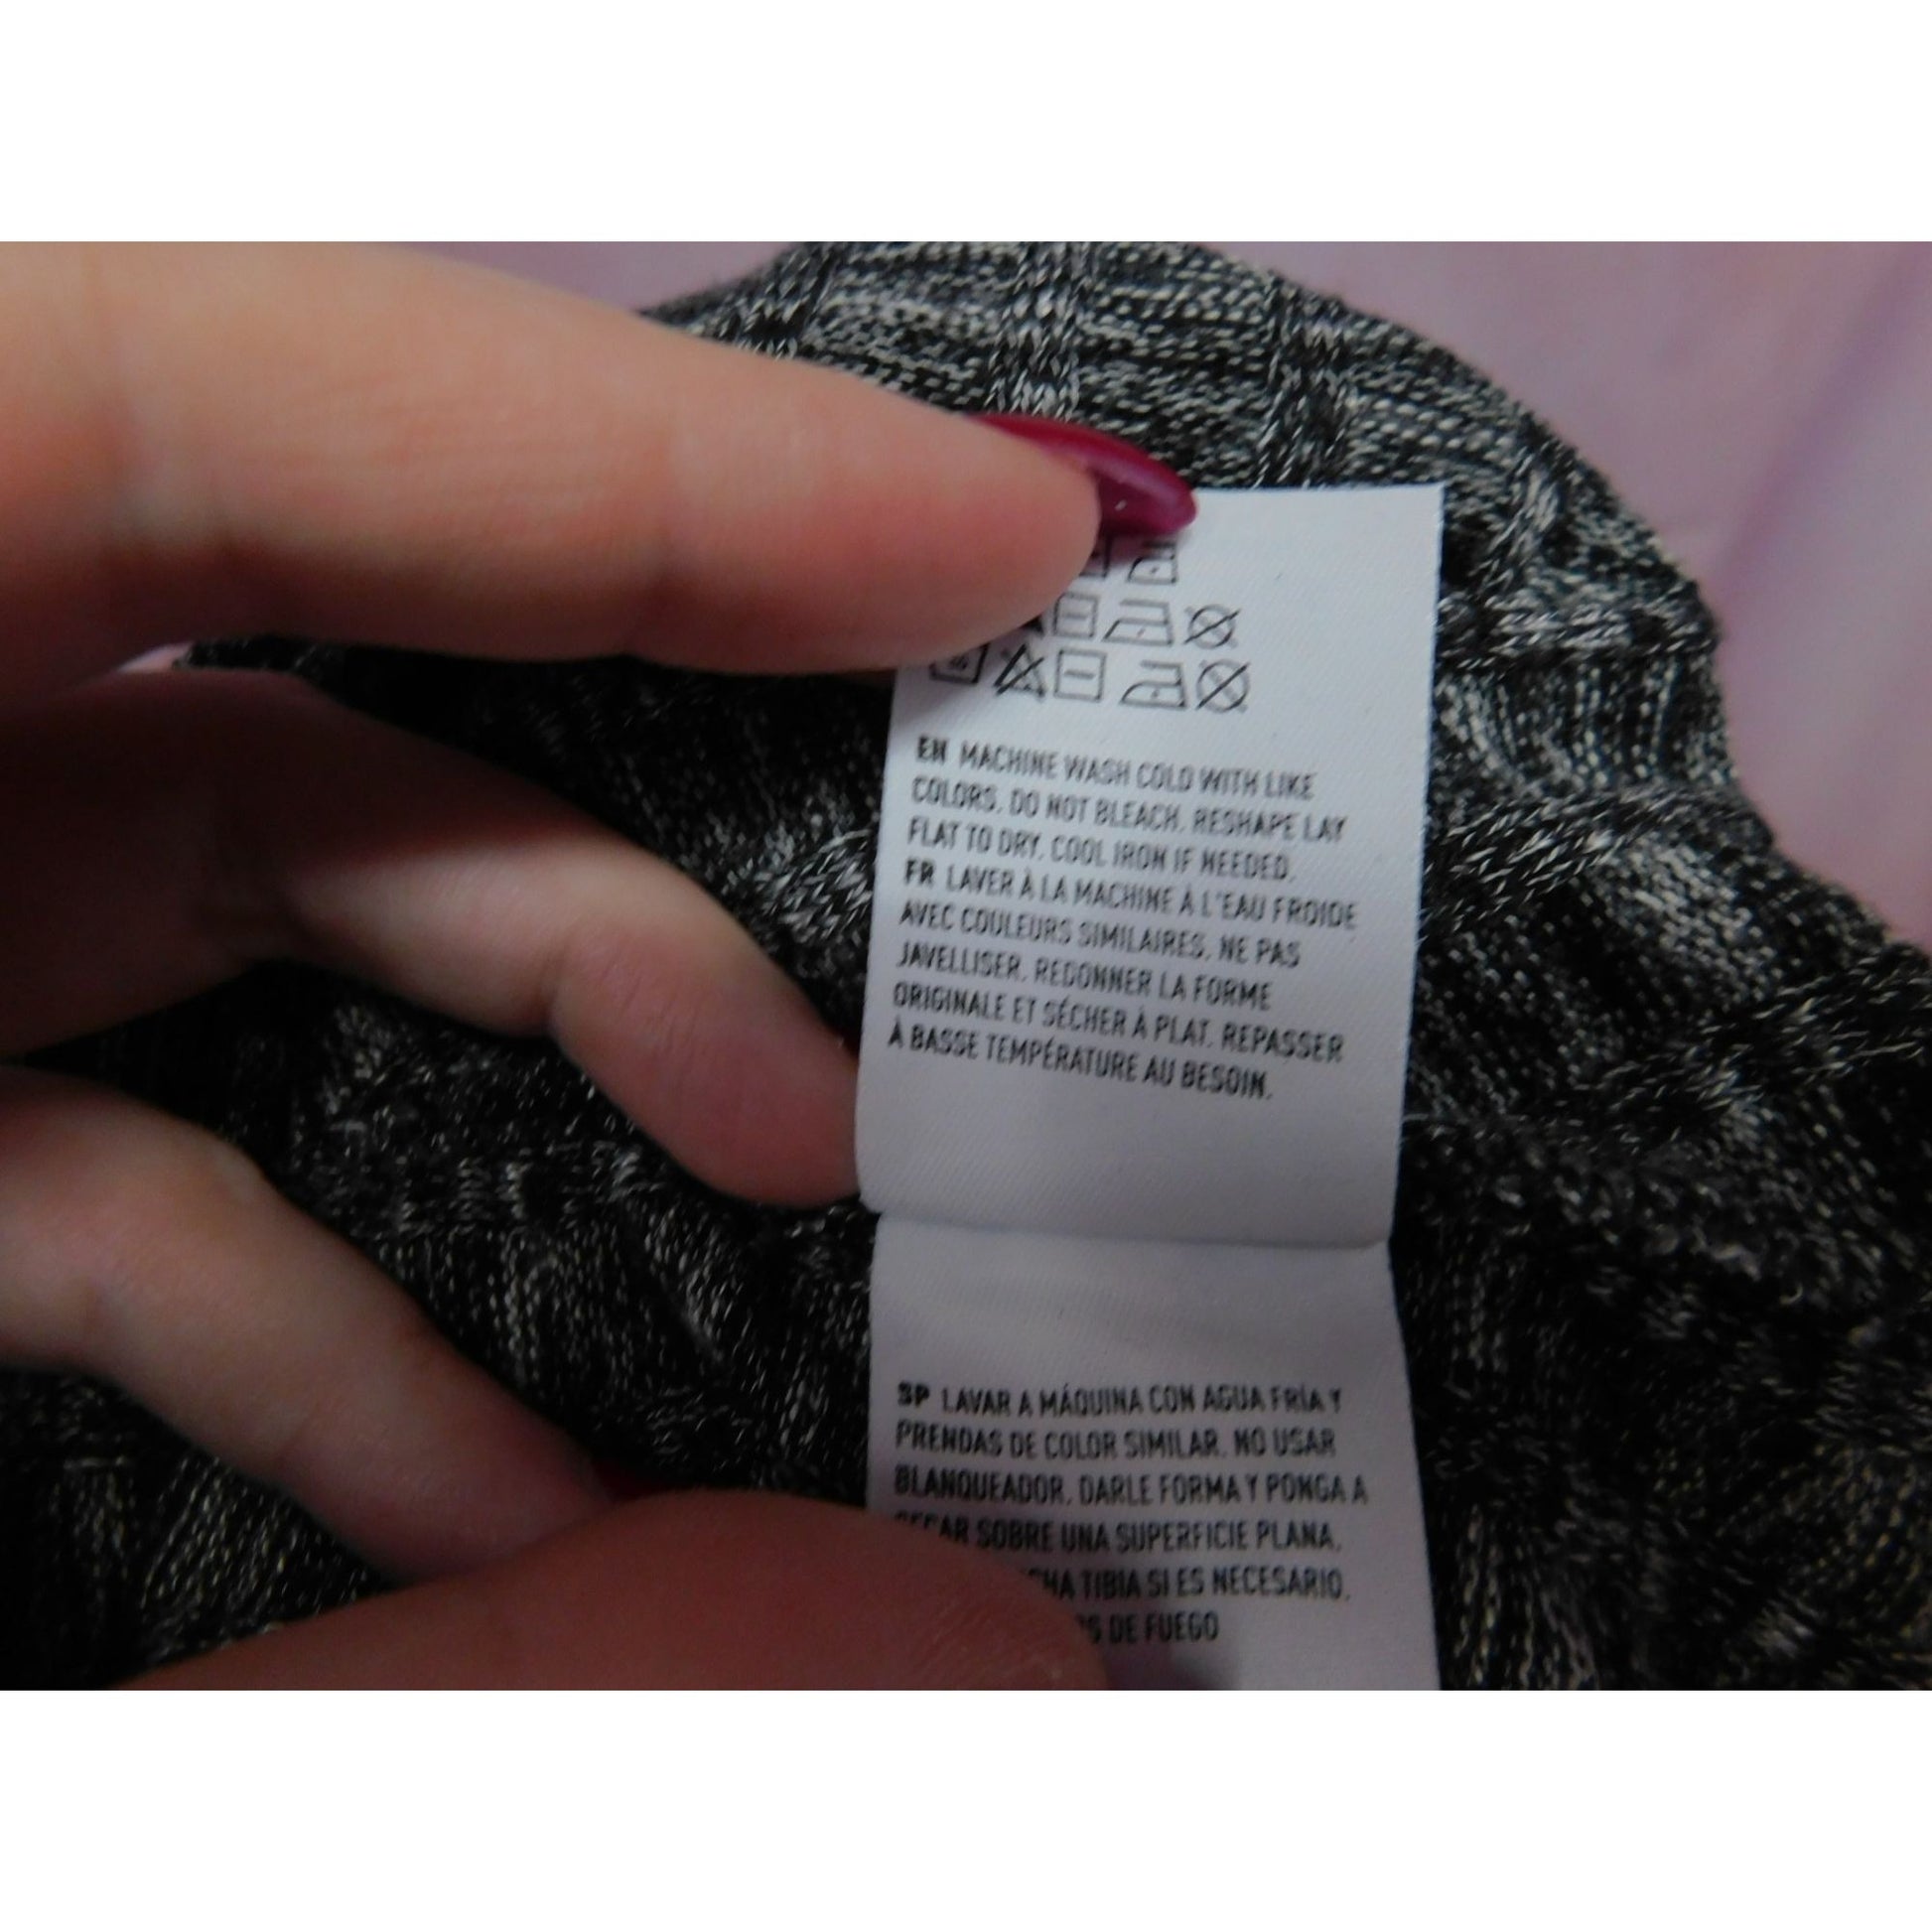 EN MACHINE WASH COLD WITH LIKE
COLORS. DO NOT BLEACH. RESHAPE LAY
FLAT TO DRY. COOL IRON IF NEEDED.
FR LAVER À LA MACHINE À L'EAU FROIDE
AVEC COULEURS SIMILAIRES. NE PAS
JAVELLISER. REDONNER LA FORME
ORIGINALE ET SÉCHER À PLAT. REPASSER
À BASSE TEMPÉRATURE AU BESOIN.
SP LAVAR A MÁQUINA CON AGUA FRÍA Y
PRENDAS DE COLOR SIMILAR. NO USAR
BLANQUEADOR. DARLE FORMA Y PONGA A
SOBRE UNA SUPERFICIE PLANA.
TIBIA SI ES NECESARIO.
DE FUEGO